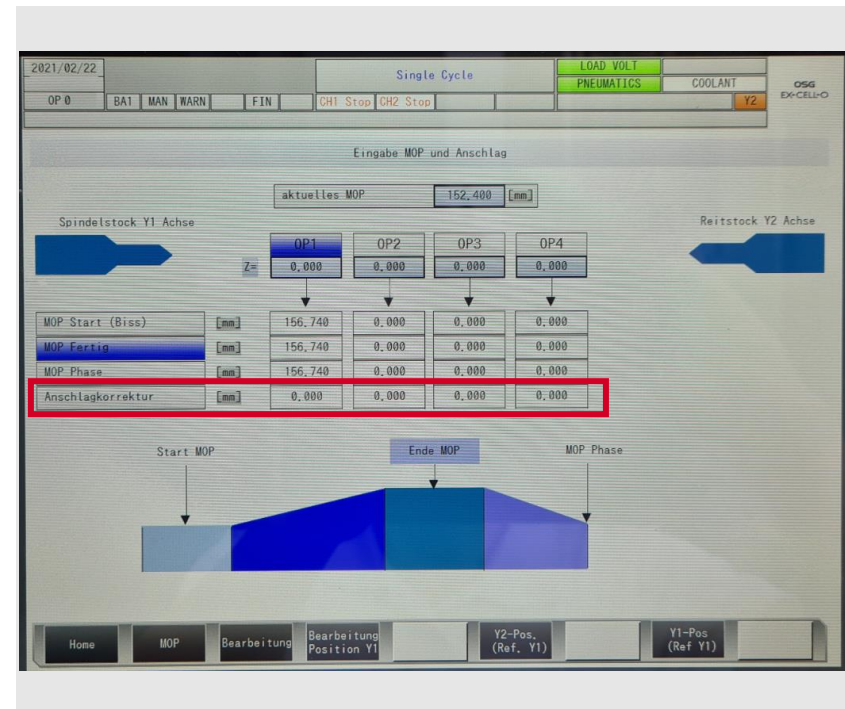 2021/02/22
Single Cycle
LOAD VOLT
PNEUMATICS COOLANT
OSG
EX-CELL-O
OP 0 BA1 MAN WARN FIN CH1 Stop CH2 Stop Y2
Eingabe MOP und Anschlag
aktuelles MOP 152.400 [mm]
Spindelstock Y1 Achse
Reitstock Y2 Achse
OP1 OP2 OP3 OP4
Z= 0.000 0.000 0.000 0.000
MOP Start (Biss) [mm] 156.740 0.000 0.000 0.000
MOP Fertig [mm] 156.740 0.000 0.000 0.000
MOP Phase [mm] 156.740 0.000 0.000 0.000
Anschlagkorrektur [mm] 0.000 0.000 0.000 0.000
Start MOP Ende MOP MOP Phase
Home MOP Bearbeitung Bearbeitung Position Y1 Y2-Pos. (Ref. Y1) Y1-Pos (Ref Y1)